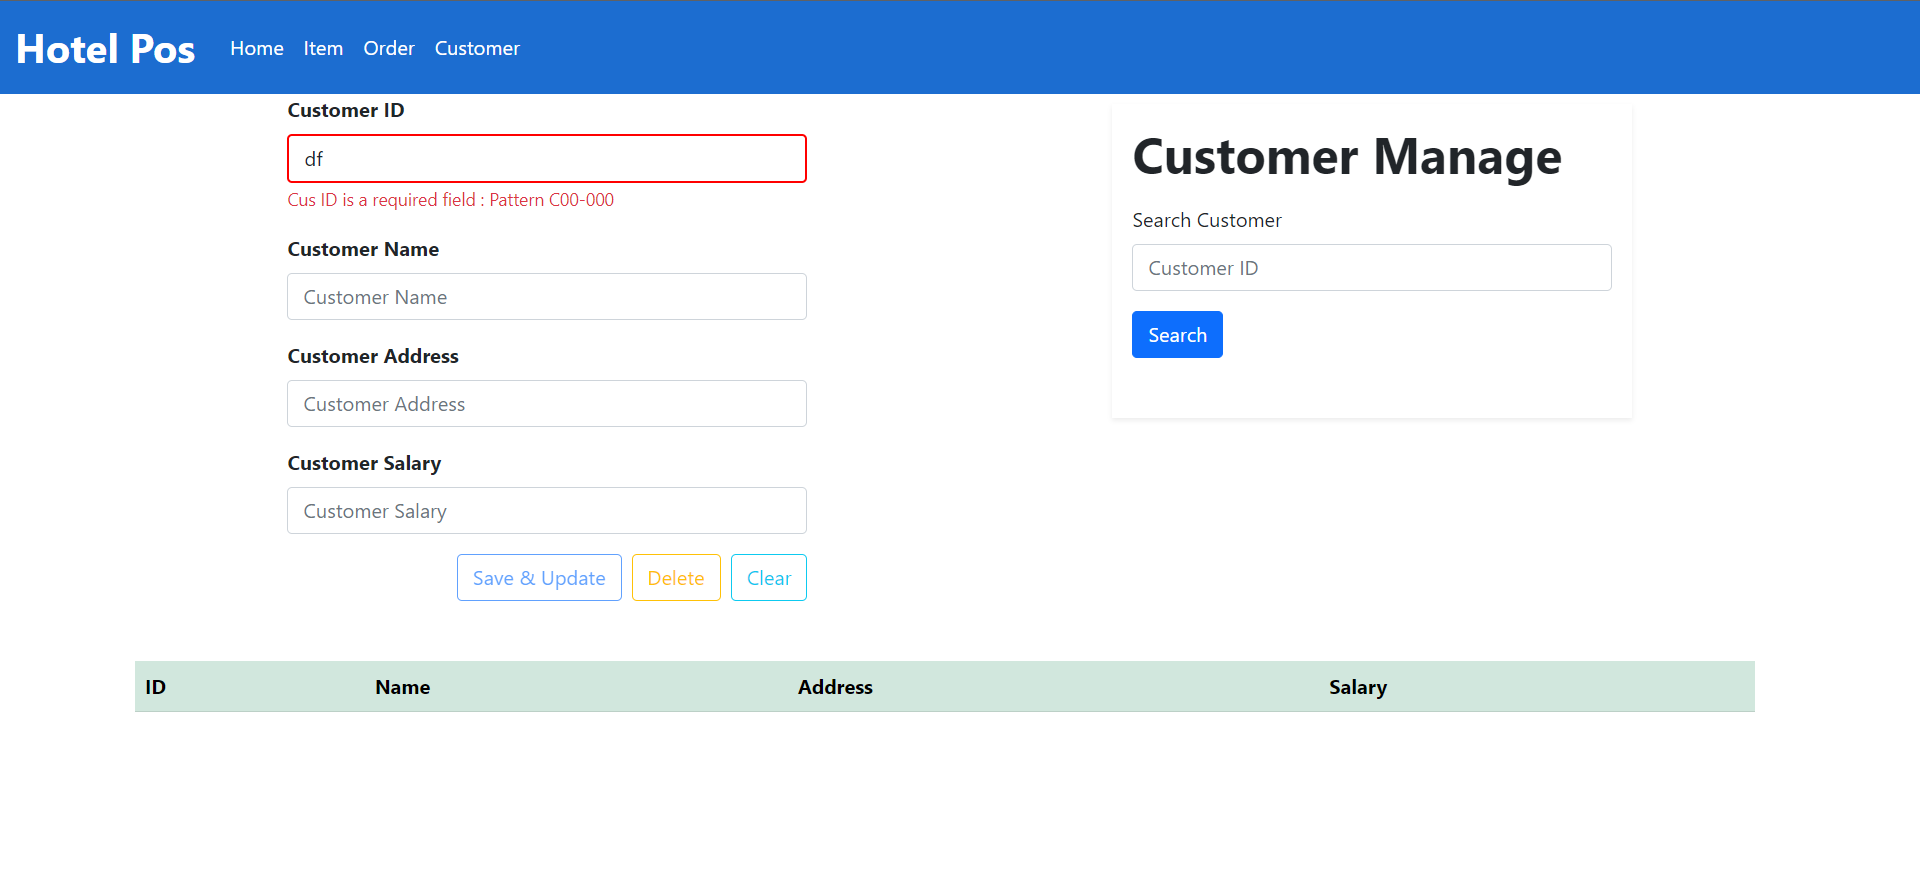 Hotel Pos Home Item Order Customer
Customer ID
df
Cus ID is a required field : Pattern C00-000
Customer Name
Customer Name
Customer Address
Customer Address
Customer Salary
Customer Salary
Save & Update Delete Clear
Customer Manage
Search Customer
Customer ID
Search
ID Name Address Salary